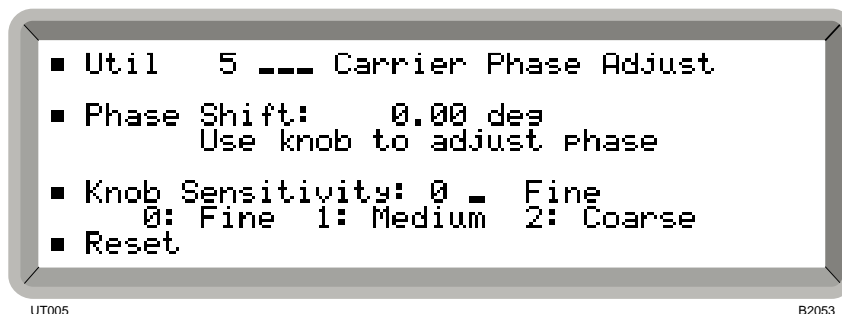 ■ Util 5 ___ Carrier Phase Adjust
■ Phase Shift: 0.00 deg
Use knob to adjust phase
■ Knob Sensitivity: 0 _ Fine
0: Fine 1: Medium 2: Coarse
■ Reset
UT005 B2053